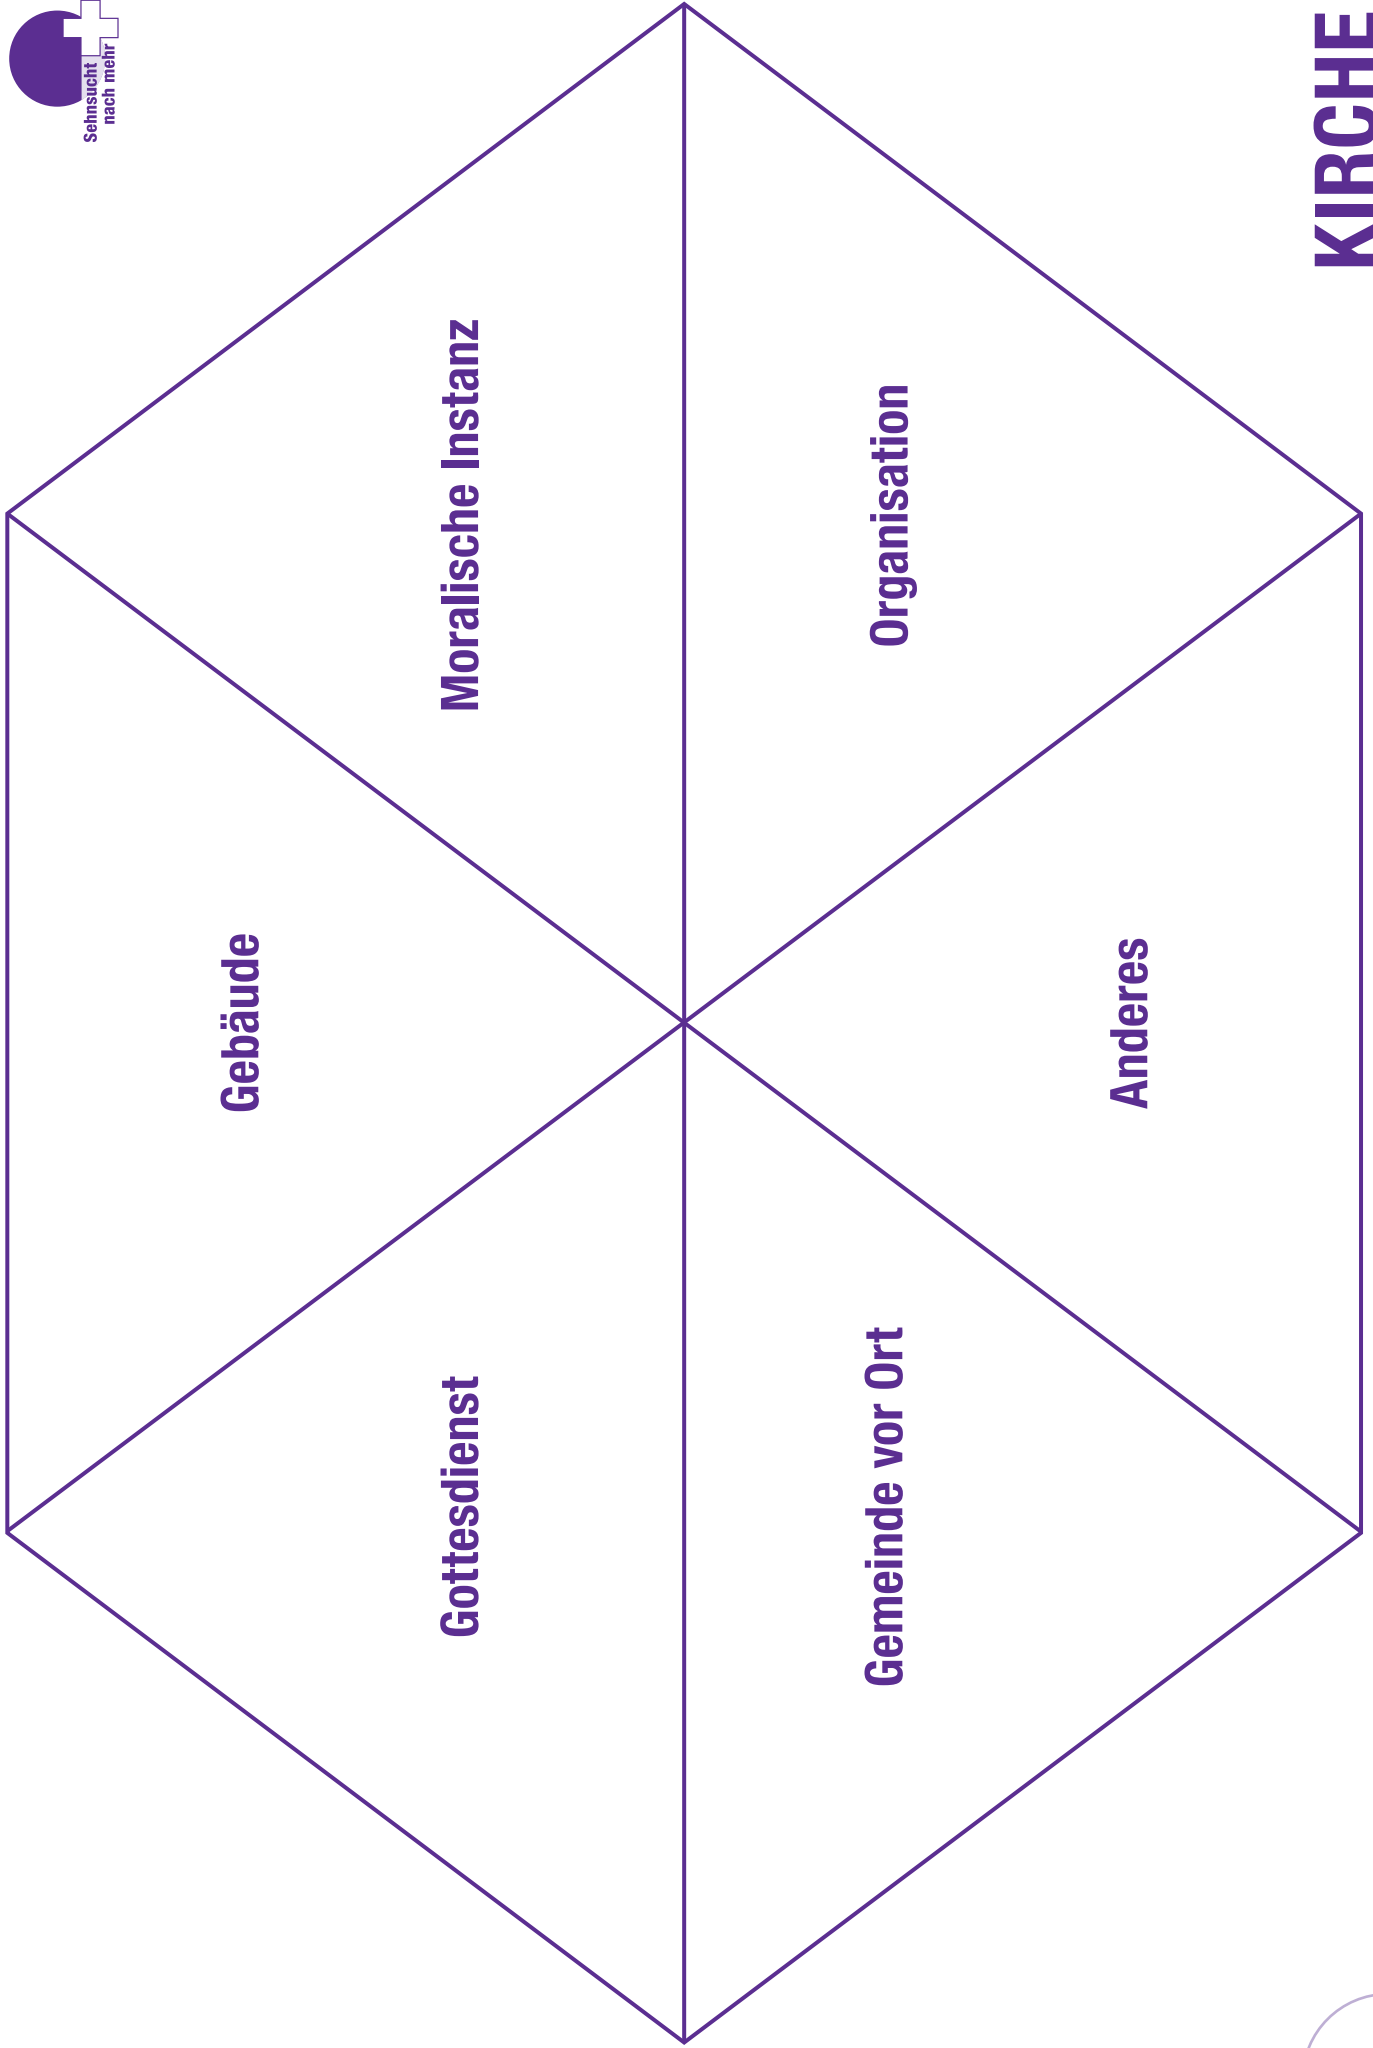 Sehnsucht
nach mehr
Gebäude
Gottesdienst
Moralische Instanz
Gemeinde vor Ort
Organisation
Anderes
KIRCHE